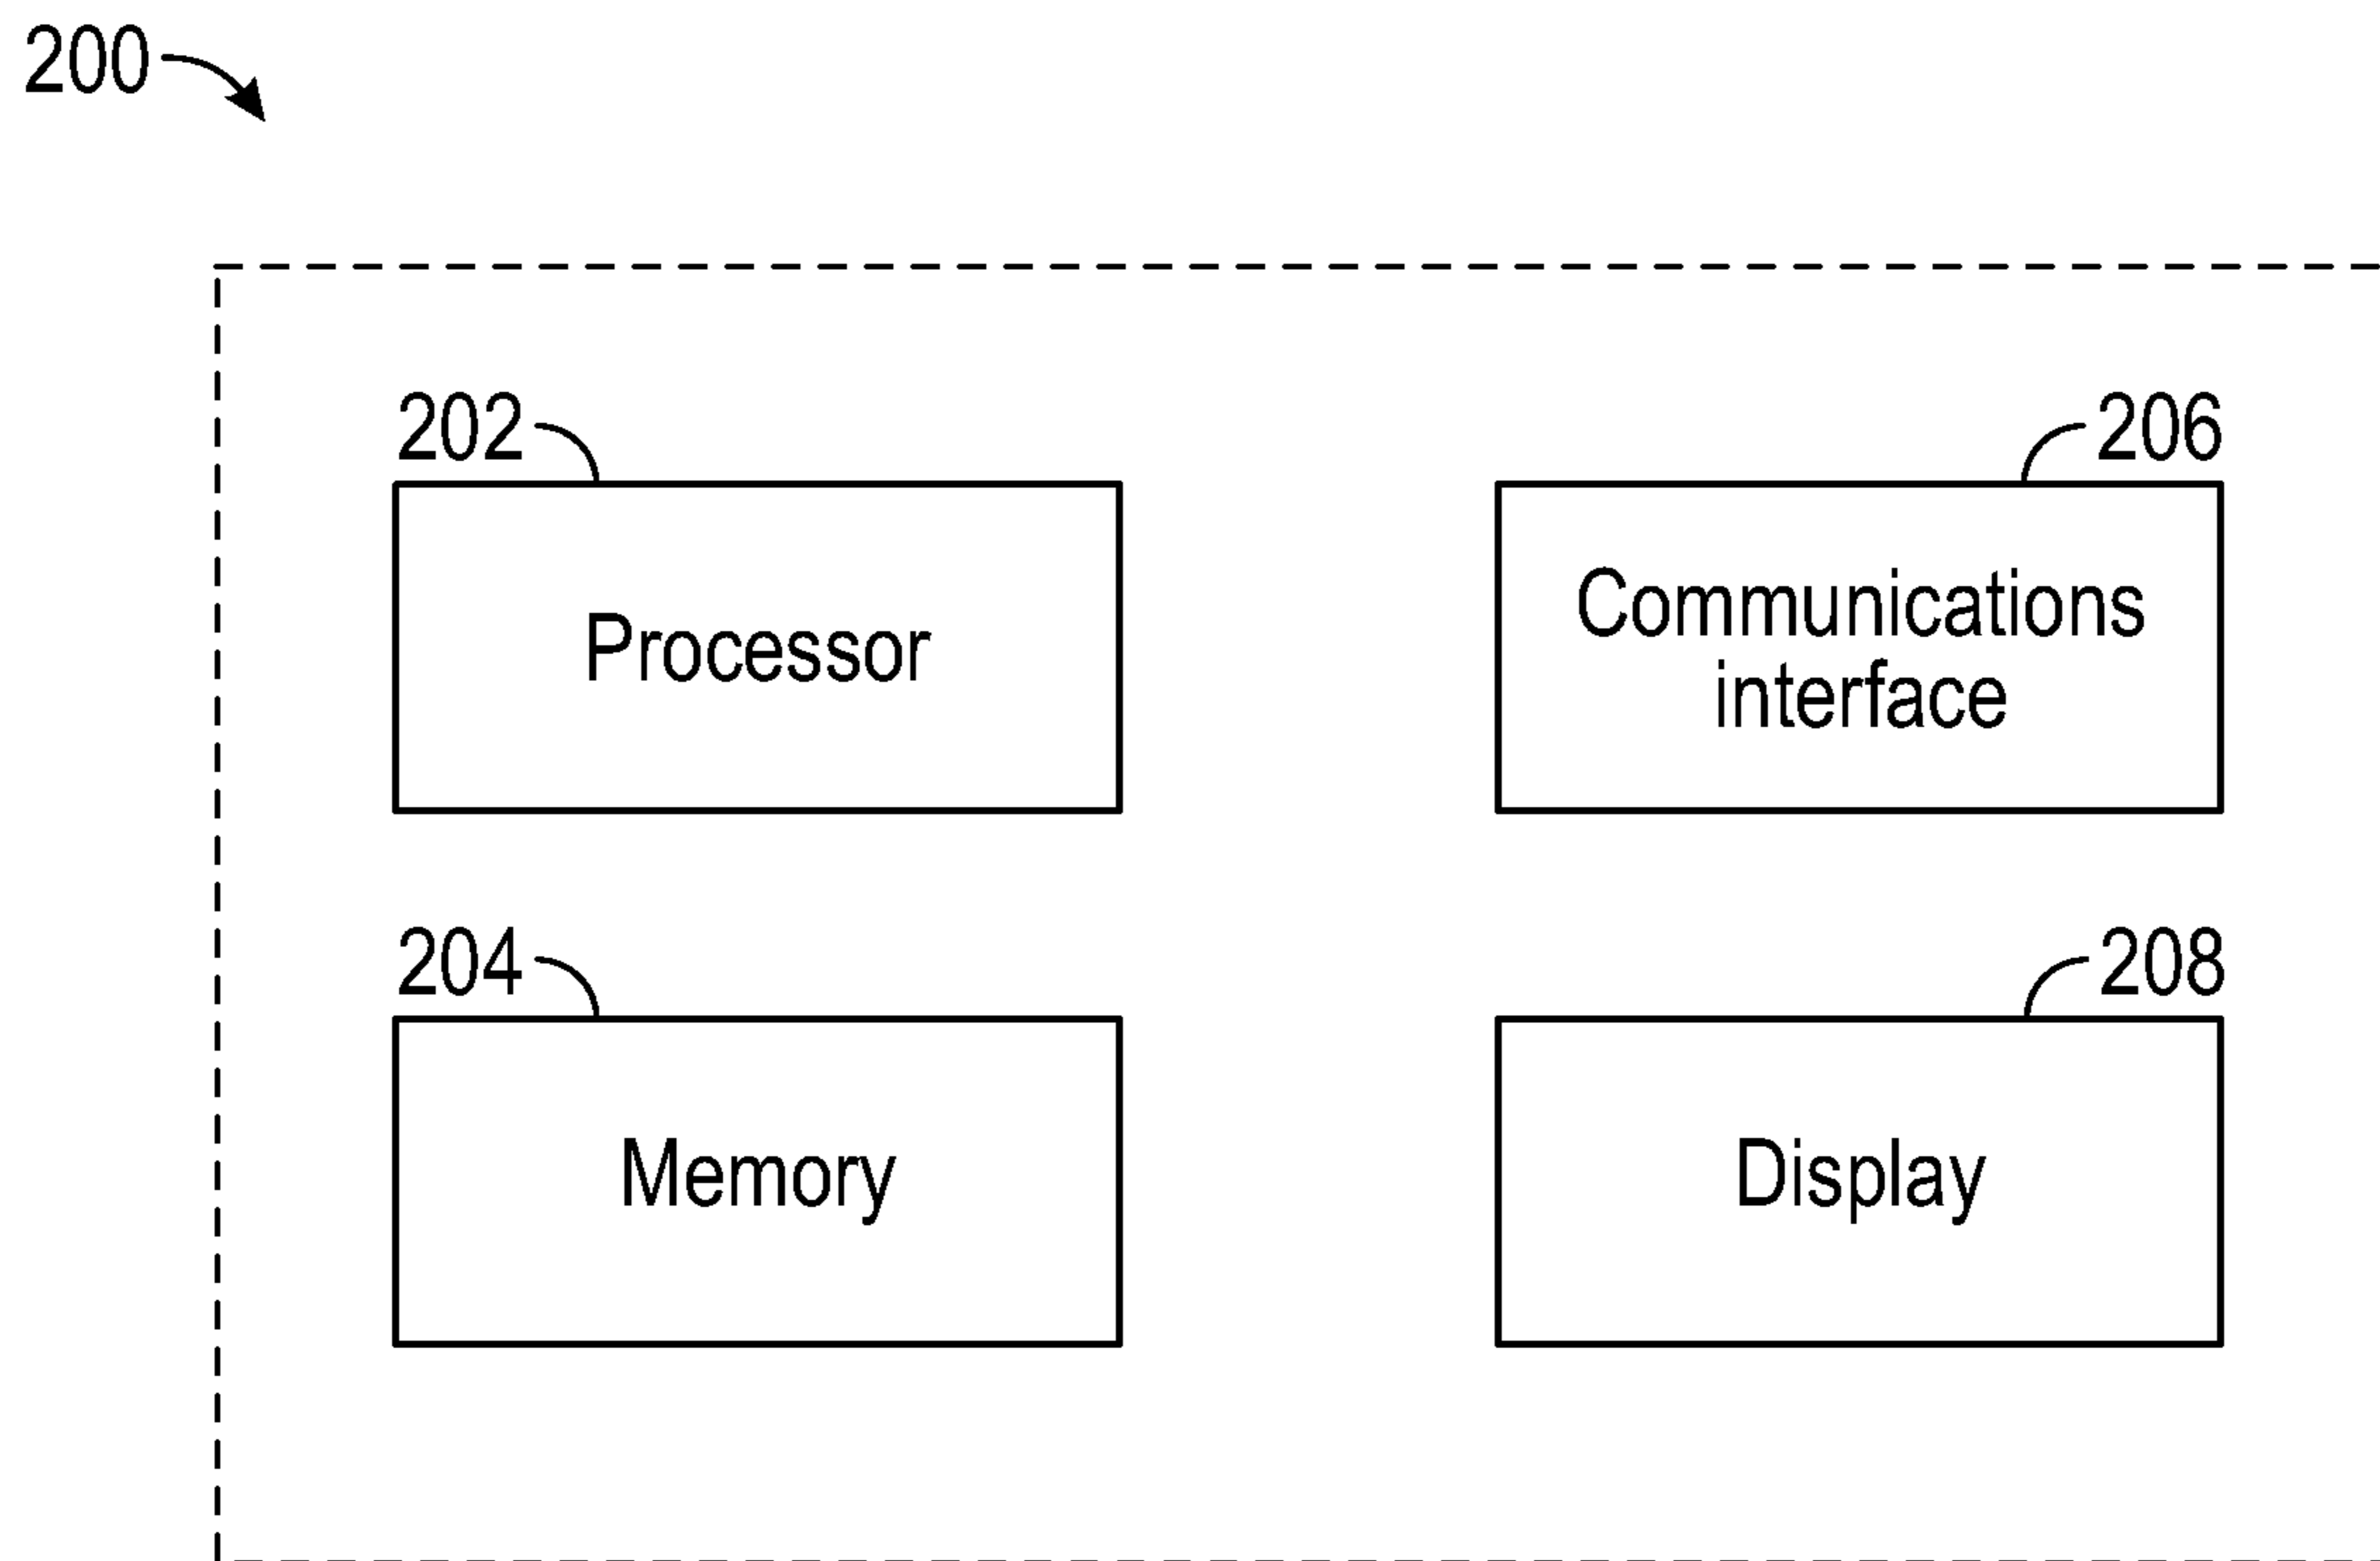 200
202
206
Processor
Communications
interface
204
208
Memory
Display